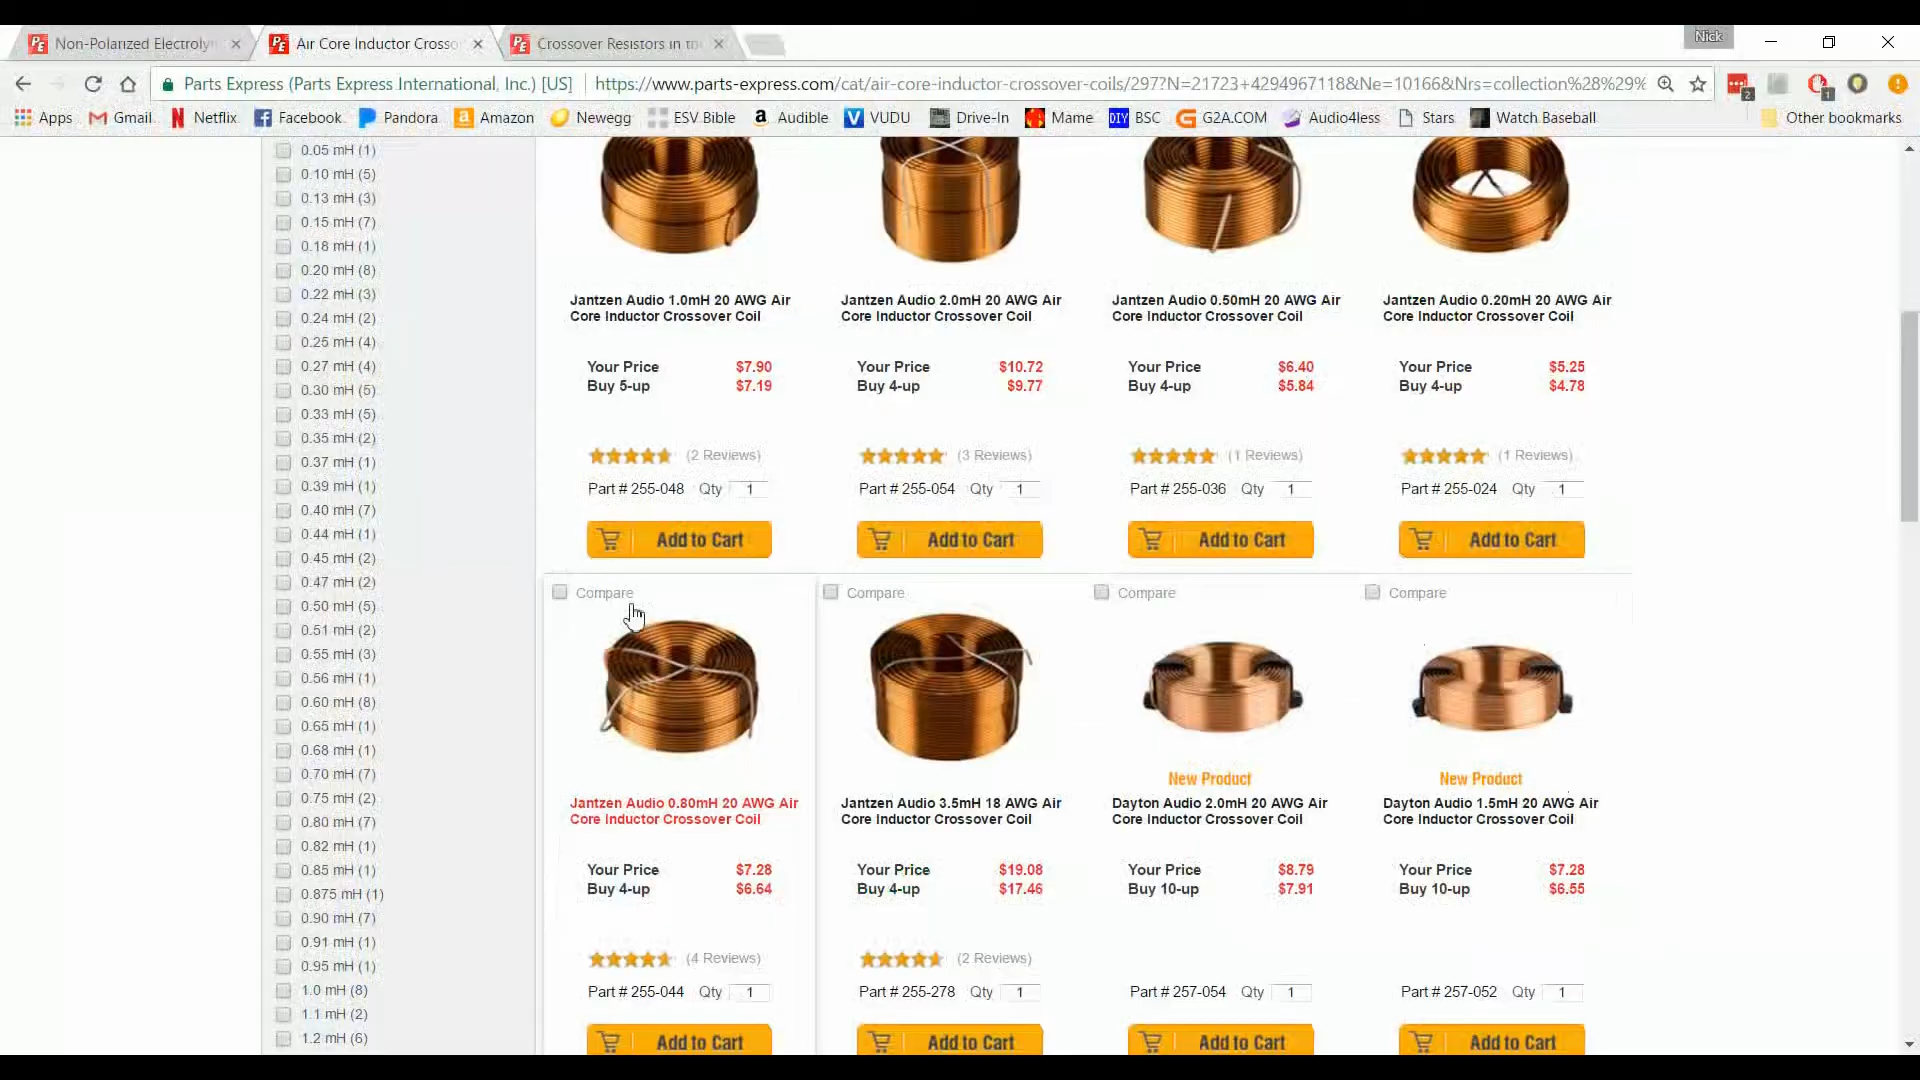 Non-Polarized Electroly
Air Core Inductor Crosso
Crossover Resistors in t
Nick
Parts Express (Parts Express International, Inc.) [US]
https://www.parts-express.com/cat/air-core-inductor-crossover-coils/297?N=21723+4294967118&Ne=10166&Nrs=collection%28%29%
2
1
Apps Gmail Netflix Facebook Pandora Amazon Newegg ESV Bible Audible VUDU Drive-In Mame DIY BSC G2A.COM Audio4less Stars Watch Baseball Other bookmarks
0.05 mH (1)
0.10 mH (5)
0.13 mH (3)
0.15 mH (7)
0.18 mH (1)
0.20 mH (8)
0.22 mH (3)
0.24 mH (2)
0.25 mH (4)
0.27 mH (4)
0.30 mH (5)
0.33 mH (5)
0.35 mH (2)
0.37 mH (1)
0.39 mH (1)
0.40 mH (7)
0.44 mH (1)
0.45 mH (2)
0.47 mH (2)
0.50 mH (5)
0.51 mH (2)
0.55 mH (3)
0.56 mH (1)
0.60 mH (8)
0.65 mH (1)
0.68 mH (1)
0.70 mH (7)
0.75 mH (2)
0.80 mH (7)
0.82 mH (1)
0.85 mH (1)
0.875 mH (1)
0.90 mH (7)
0.91 mH (1)
0.95 mH (1)
1.0 mH (8)
1.1 mH (2)
1.2 mH (6)
Jantzen Audio 1.0mH 20 AWG Air
Core Inductor Crossover Coil
Your Price $7.90
Buy 5-up $7.19
(2 Reviews)
Part # 255-048 Qty 1
Add to Cart
Jantzen Audio 2.0mH 20 AWG Air
Core Inductor Crossover Coil
Your Price $10.72
Buy 4-up $9.77
(3 Reviews)
Part # 255-054 Qty 1
Add to Cart
Jantzen Audio 0.50mH 20 AWG Air
Core Inductor Crossover Coil
Your Price $6.40
Buy 4-up $5.84
(1 Reviews)
Part # 255-036 Qty 1
Add to Cart
Jantzen Audio 0.20mH 20 AWG Air
Core Inductor Crossover Coil
Your Price $5.25
Buy 4-up $4.78
(1 Reviews)
Part # 255-024 Qty 1
Add to Cart
Compare
Jantzen Audio 0.80mH 20 AWG Air
Core Inductor Crossover Coil
Your Price $7.28
Buy 4-up $6.64
(4 Reviews)
Part # 255-044 Qty 1
Add to Cart
Compare
Jantzen Audio 3.5mH 18 AWG Air
Core Inductor Crossover Coil
Your Price $19.08
Buy 4-up $17.46
(2 Reviews)
Part # 255-278 Qty 1
Add to Cart
Compare
New Product
Dayton Audio 2.0mH 20 AWG Air
Core Inductor Crossover Coil
Your Price $8.79
Buy 10-up $7.91
Part # 257-054 Qty 1
Add to Cart
Compare
New Product
Dayton Audio 1.5mH 20 AWG Air
Core Inductor Crossover Coil
Your Price $7.28
Buy 10-up $6.55
Part # 257-052 Qty 1
Add to Cart